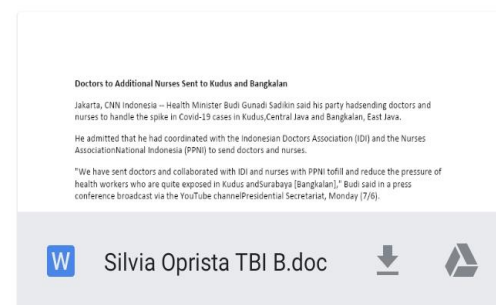 Doctors to Additional Nurses Sent to Kudus and Bangkalan
Jakarta, CNN Indonesia -- Health Minister Budi Gunadi Sadikin said his party hadsending doctors and
nurses to handle the spike in Covid-19 cases in Kudus,Central Java and Bangkalan, East Java.
He admitted that he had coordinated with the Indonesian Doctors Association (IDI) and the Nurses
AssociationNational Indonesia (PPNI) to send doctors and nurses.
"We have sent doctors and collaborated with IDI and nurses with PPNI tofill and reduce the pressure of
health workers who are quite exposed in Kudus andSurabaya [Bangkalan]," Budi said in a press
conference broadcast via the YouTube channelPresidential Secretariat, Monday (7/6).
W Silvia Oprista TBI B.doc